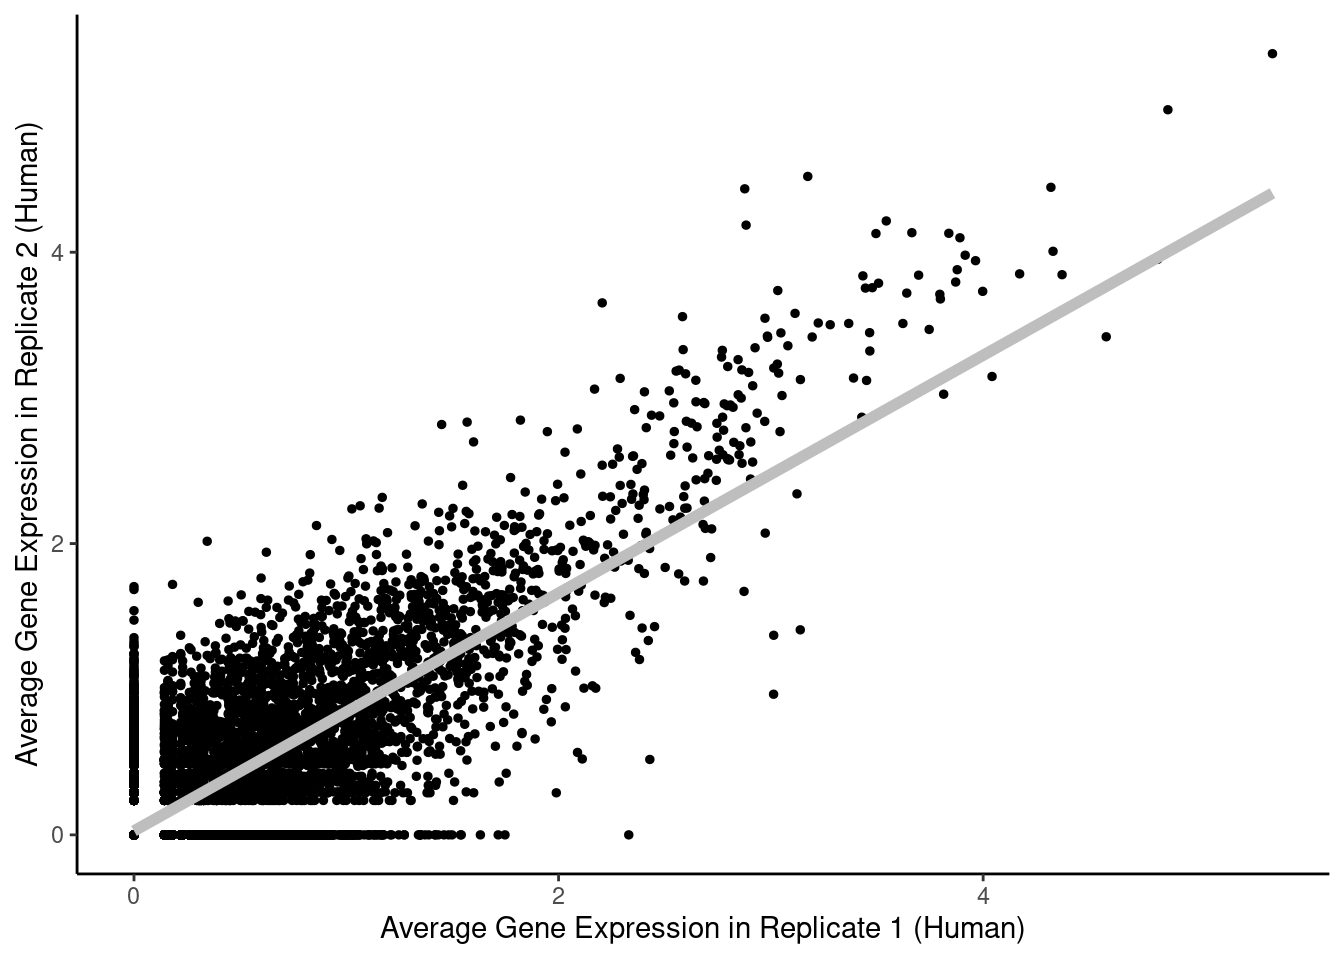 Average Gene Expression in Replicate 2 (Human)
4
2
0
0 2 4
Average Gene Expression in Replicate 1 (Human)